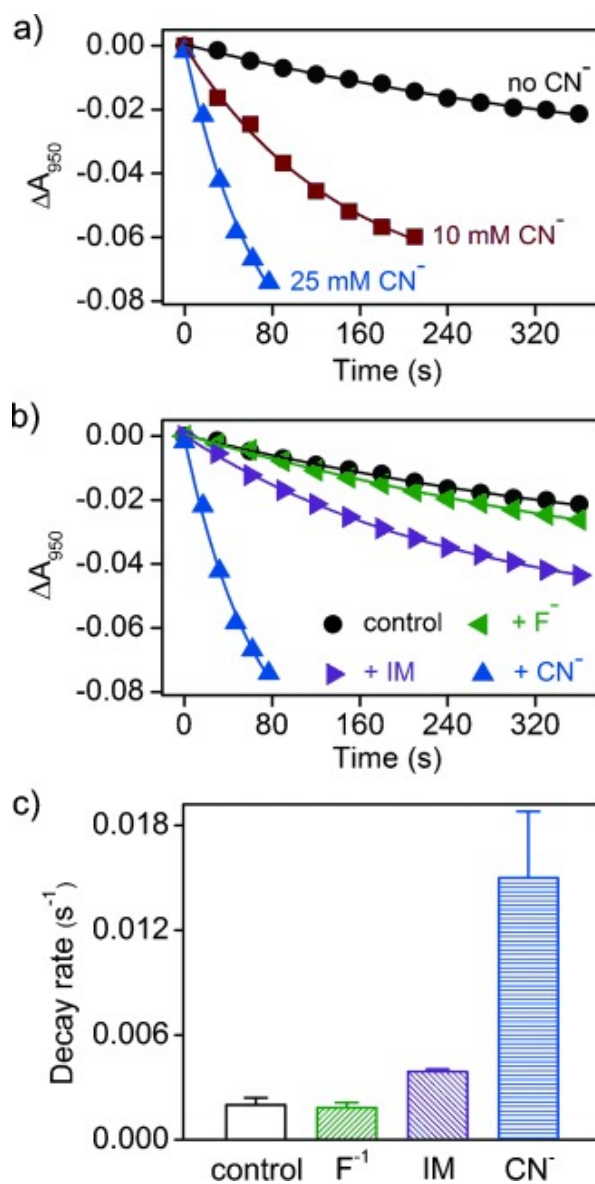 a)
0.00
-0.02
-0.04
-0.06
-0.08
ΔA₉₅₀
no CN⁻
10 mM CN⁻
25 mM CN⁻
0 80 160 240 320
Time (s)
b)
0.00
-0.02
-0.04
-0.06
-0.08
ΔA₉₅₀
control + F⁻
+ IM + CN⁻
0 80 160 240 320
Time (s)
c)
0.018
0.012
0.006
0.000
Decay rate (s⁻¹)
control F⁻¹ IM CN⁻